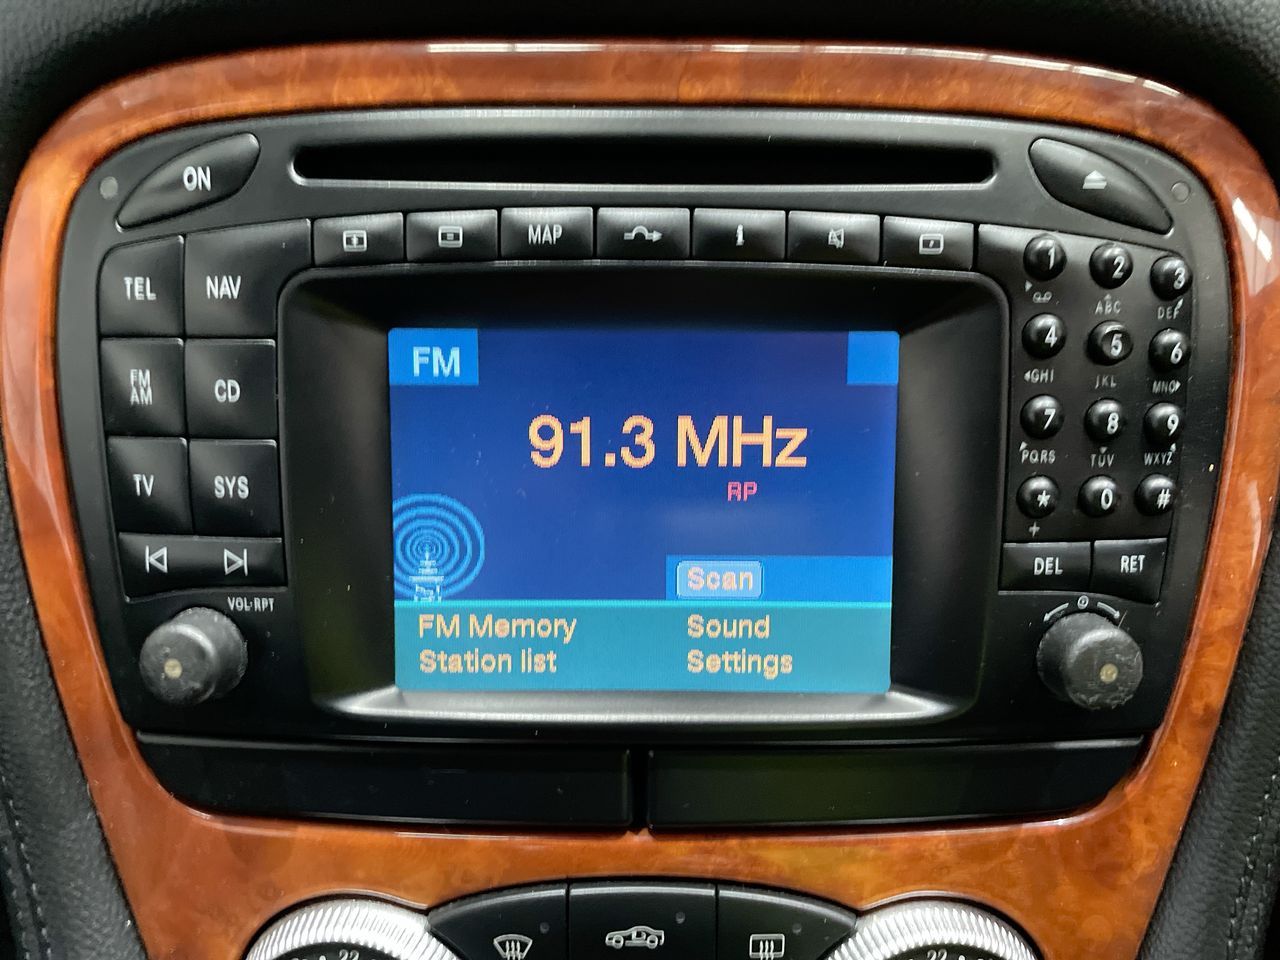 ON
MAP
TEL
NAV
FM
AM
CD
TV
SYS
VOL·RPT
FM
91.3 MHz
RP
Scan
FM Memory
Sound
Station list
Settings
1
2
3
ABC
DEF
4
5
6
GHI
JKL
MNO
7
8
9
PQRS
TUV
WXYZ
*
0
#
+
DEL
RET
22
22